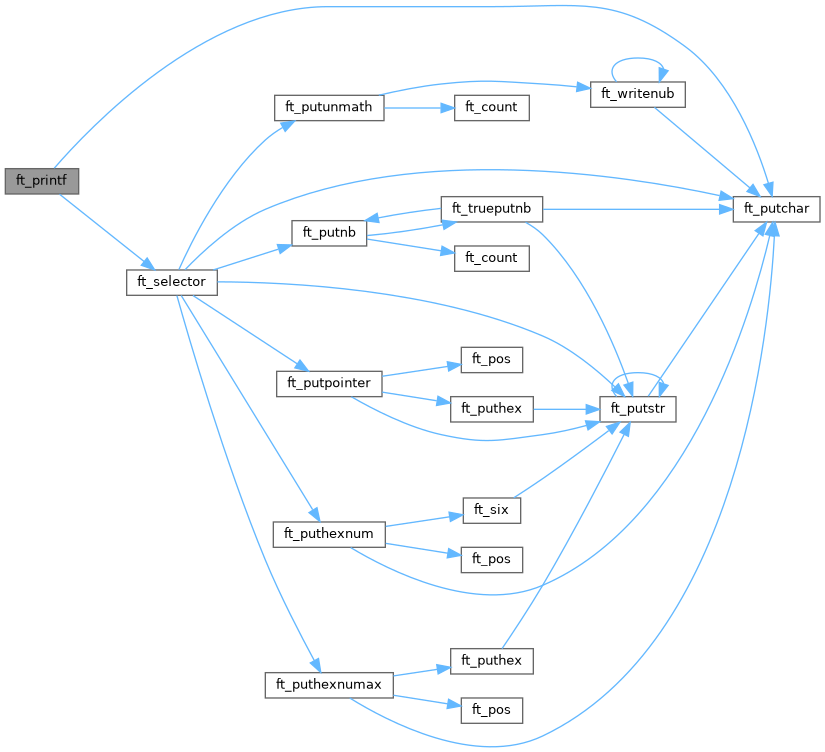 ft_printf
ft_selector
ft_putunmath
ft_count
ft_writenub
ft_putchar
ft_putnb
ft_trueputnb
ft_count
ft_putpointer
ft_pos
ft_puthex
ft_putstr
ft_puthexnum
ft_six
ft_pos
ft_puthexnumax
ft_puthex
ft_pos